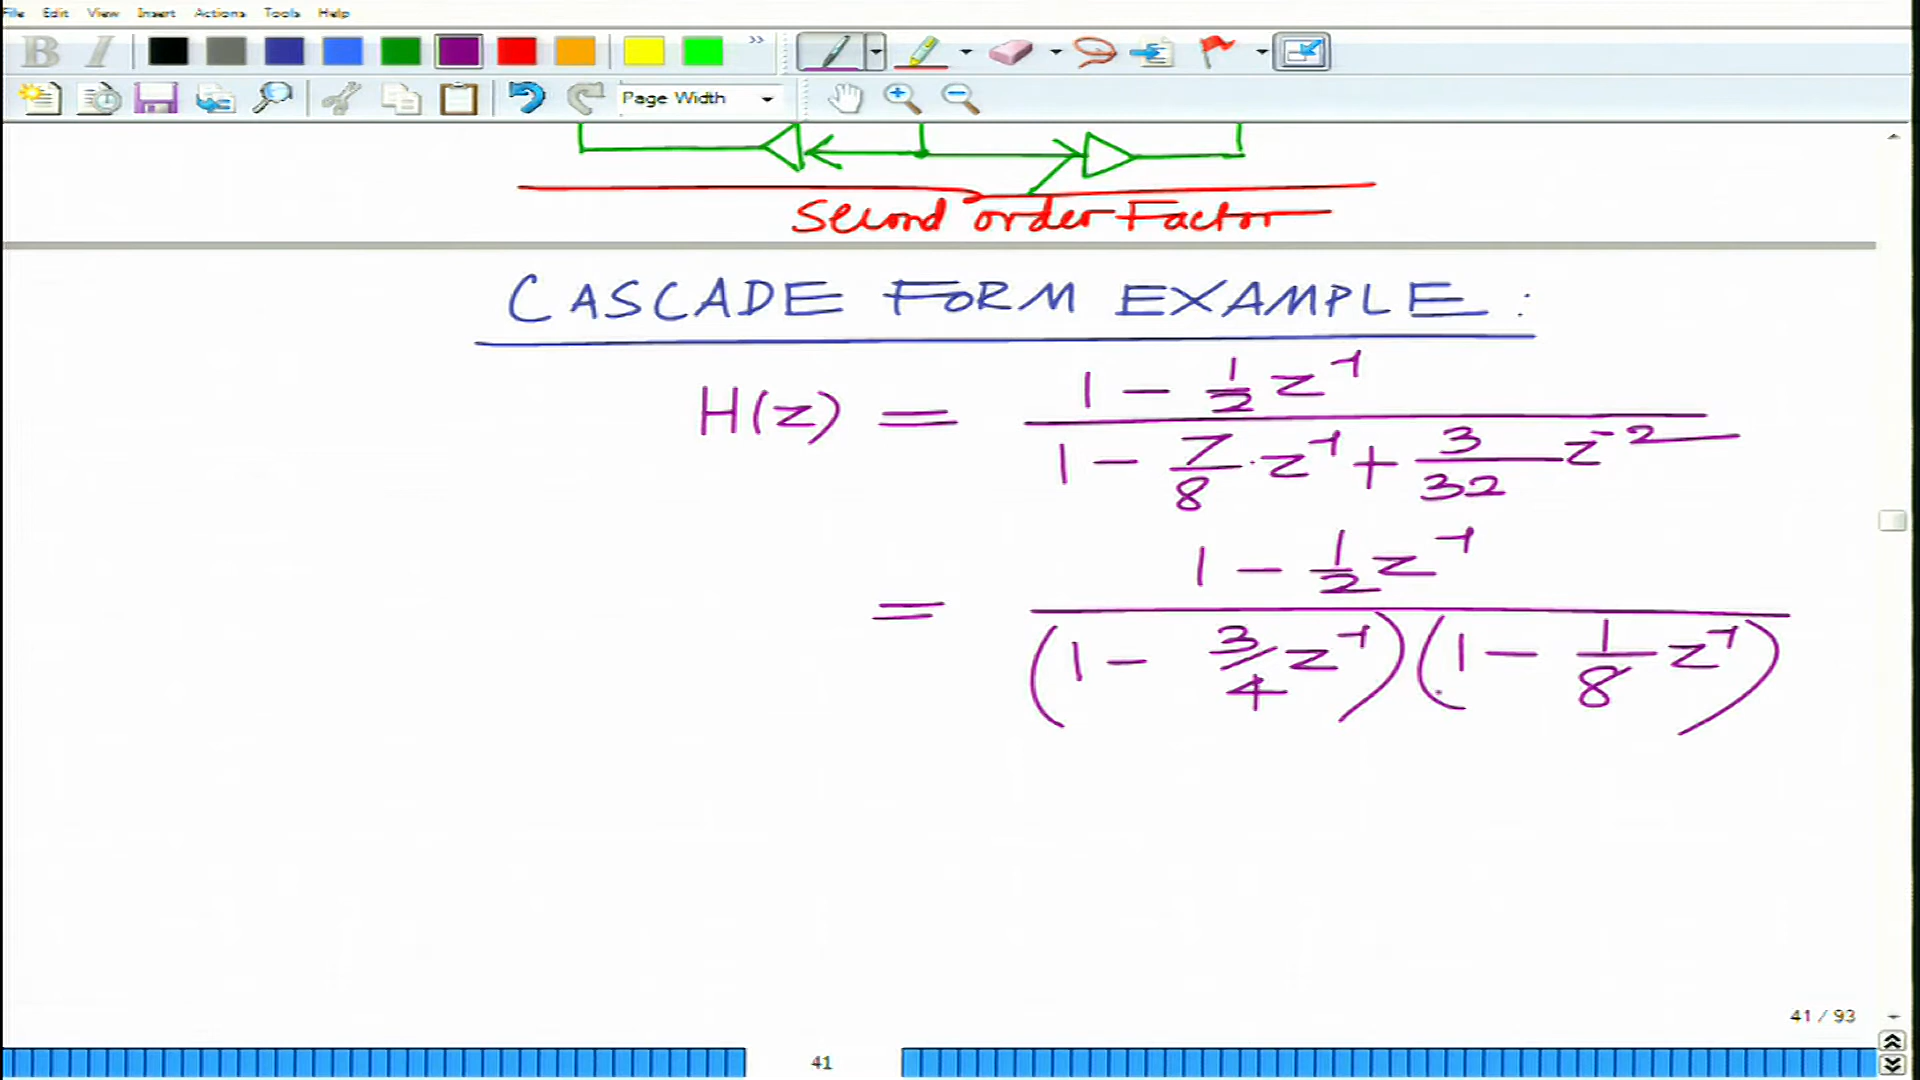 File Edit View Insert Actions Tools Help
B I »
Page Width
Second order Factor
CASCADE FORM EXAMPLE :
H(z) = (1 - 1/2 z^-1) / (1 - 7/8 · z^-1 + 3/32 z^-2)
= (1 - 1/2 z^-1) / ((1 - 3/4 z^-1)(1 - 1/8 z^-1))
41 / 93
41